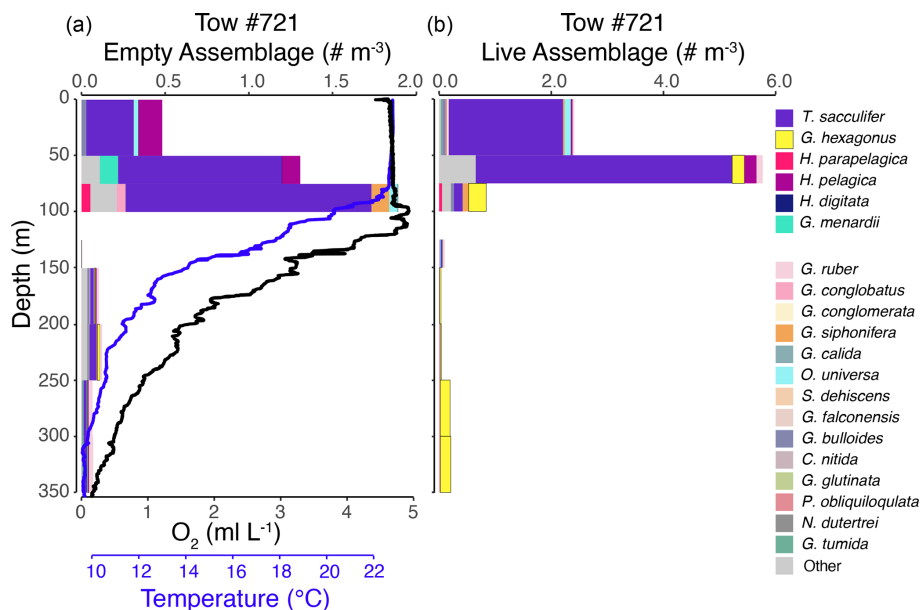 (a)
Tow #721
Empty Assemblage (# m⁻³)
0.0 0.5 1.0 1.5 2.0
Depth (m)
0
50
100
150
200
250
300
350
0 1 2 3 4 5
O₂ (ml L⁻¹)
10 12 14 16 18 20 22
Temperature (°C)
(b)
Tow #721
Live Assemblage (# m⁻³)
0.0 2.0 4.0 6.0
T. sacculifer
G. hexagonus
H. parapelagica
H. pelagica
H. digitata
G. menardii
G. ruber
G. conglobatus
G. conglomerata
G. siphonifera
G. calida
O. universa
S. dehiscens
G. falconensis
G. bulloides
C. nitida
G. glutinata
P. obliquiloqulata
N. dutertrei
G. tumida
Other